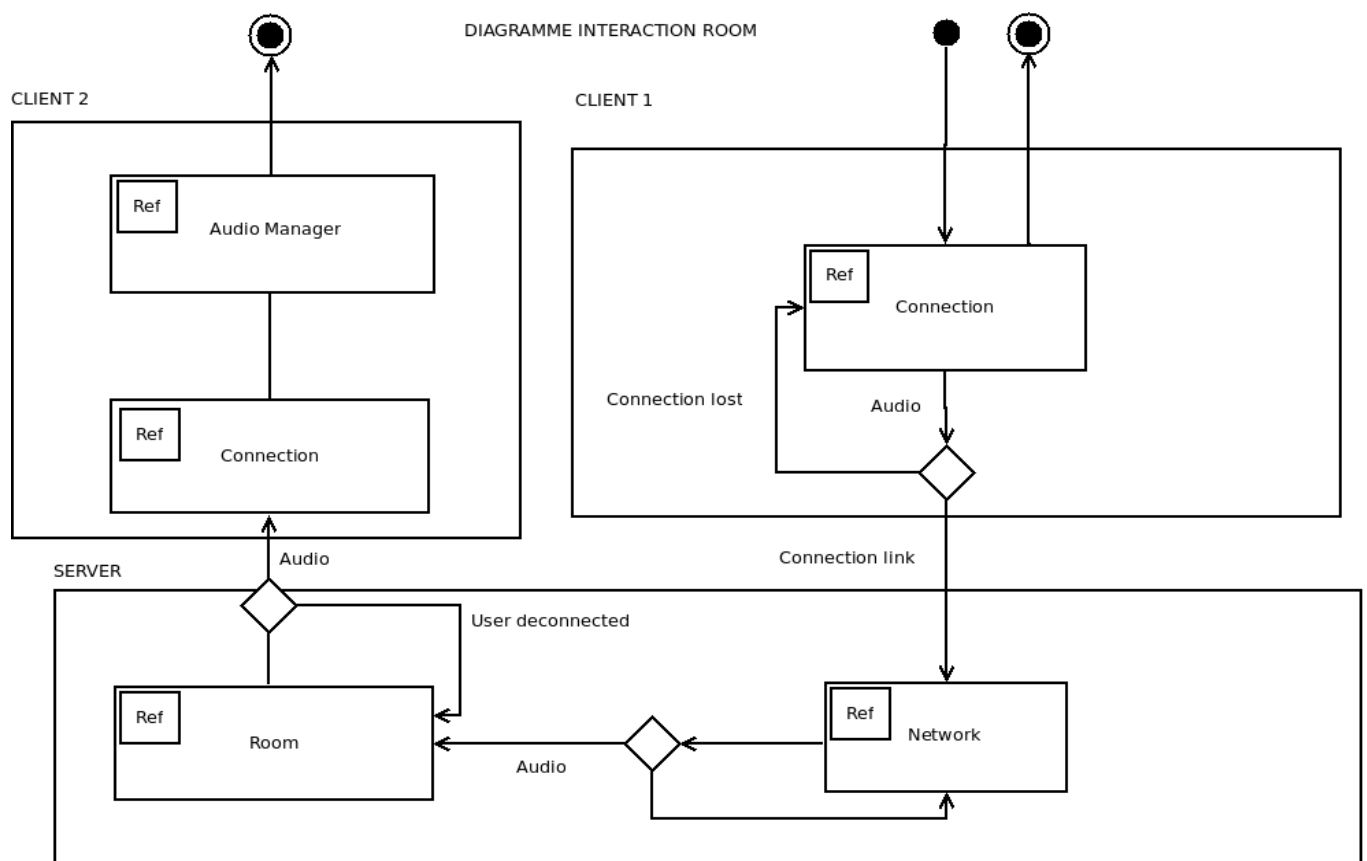 DIAGRAMME INTERACTION ROOM
CLIENT 2
CLIENT 1
Ref
Audio Manager
Ref
Connection
Ref
Connection
Connection lost
Audio
Audio
Connection link
SERVER
User deconnected
Ref
Room
Audio
Ref
Network